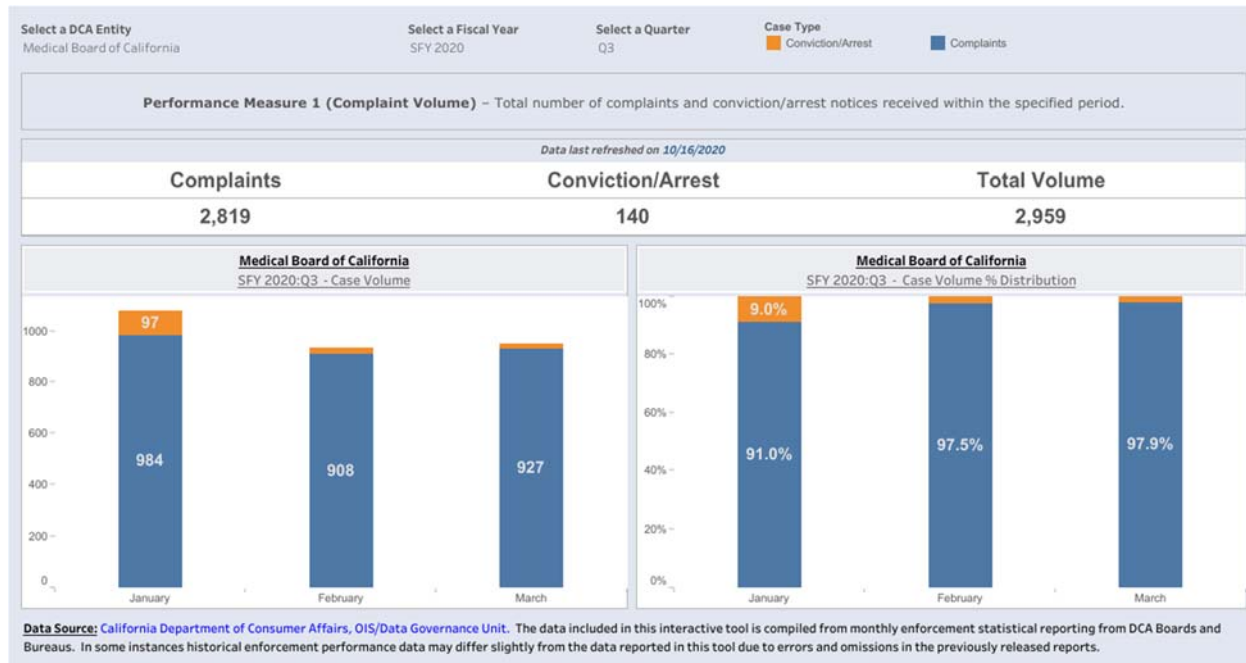 Select a DCA Entity
Medical Board of California
Select a Fiscal Year
SFY 2020
Select a Quarter
Q3
Case Type
Conviction/Arrest
Complaints
Performance Measure 1 (Complaint Volume) – Total number of complaints and conviction/arrest notices received within the specified period.
Data last refreshed on 10/16/2020
Complaints Conviction/Arrest Total Volume
2,819 140 2,959
Medical Board of California
SFY 2020:Q3 - Case Volume
1000
800
600
400
200
0
97
984
908
927
January February March
Medical Board of California
SFY 2020:Q3 - Case Volume % Distribution
100%
80%
60%
40%
20%
0%
9.0%
91.0%
97.5%
97.9%
January February March
Data Source: California Department of Consumer Affairs, OIS/Data Governance Unit. The data included in this interactive tool is compiled from monthly enforcement statistical reporting from DCA Boards and
Bureaus. In some instances historical enforcement performance data may differ slightly from the data reported in this tool due to errors and omissions in the previously released reports.